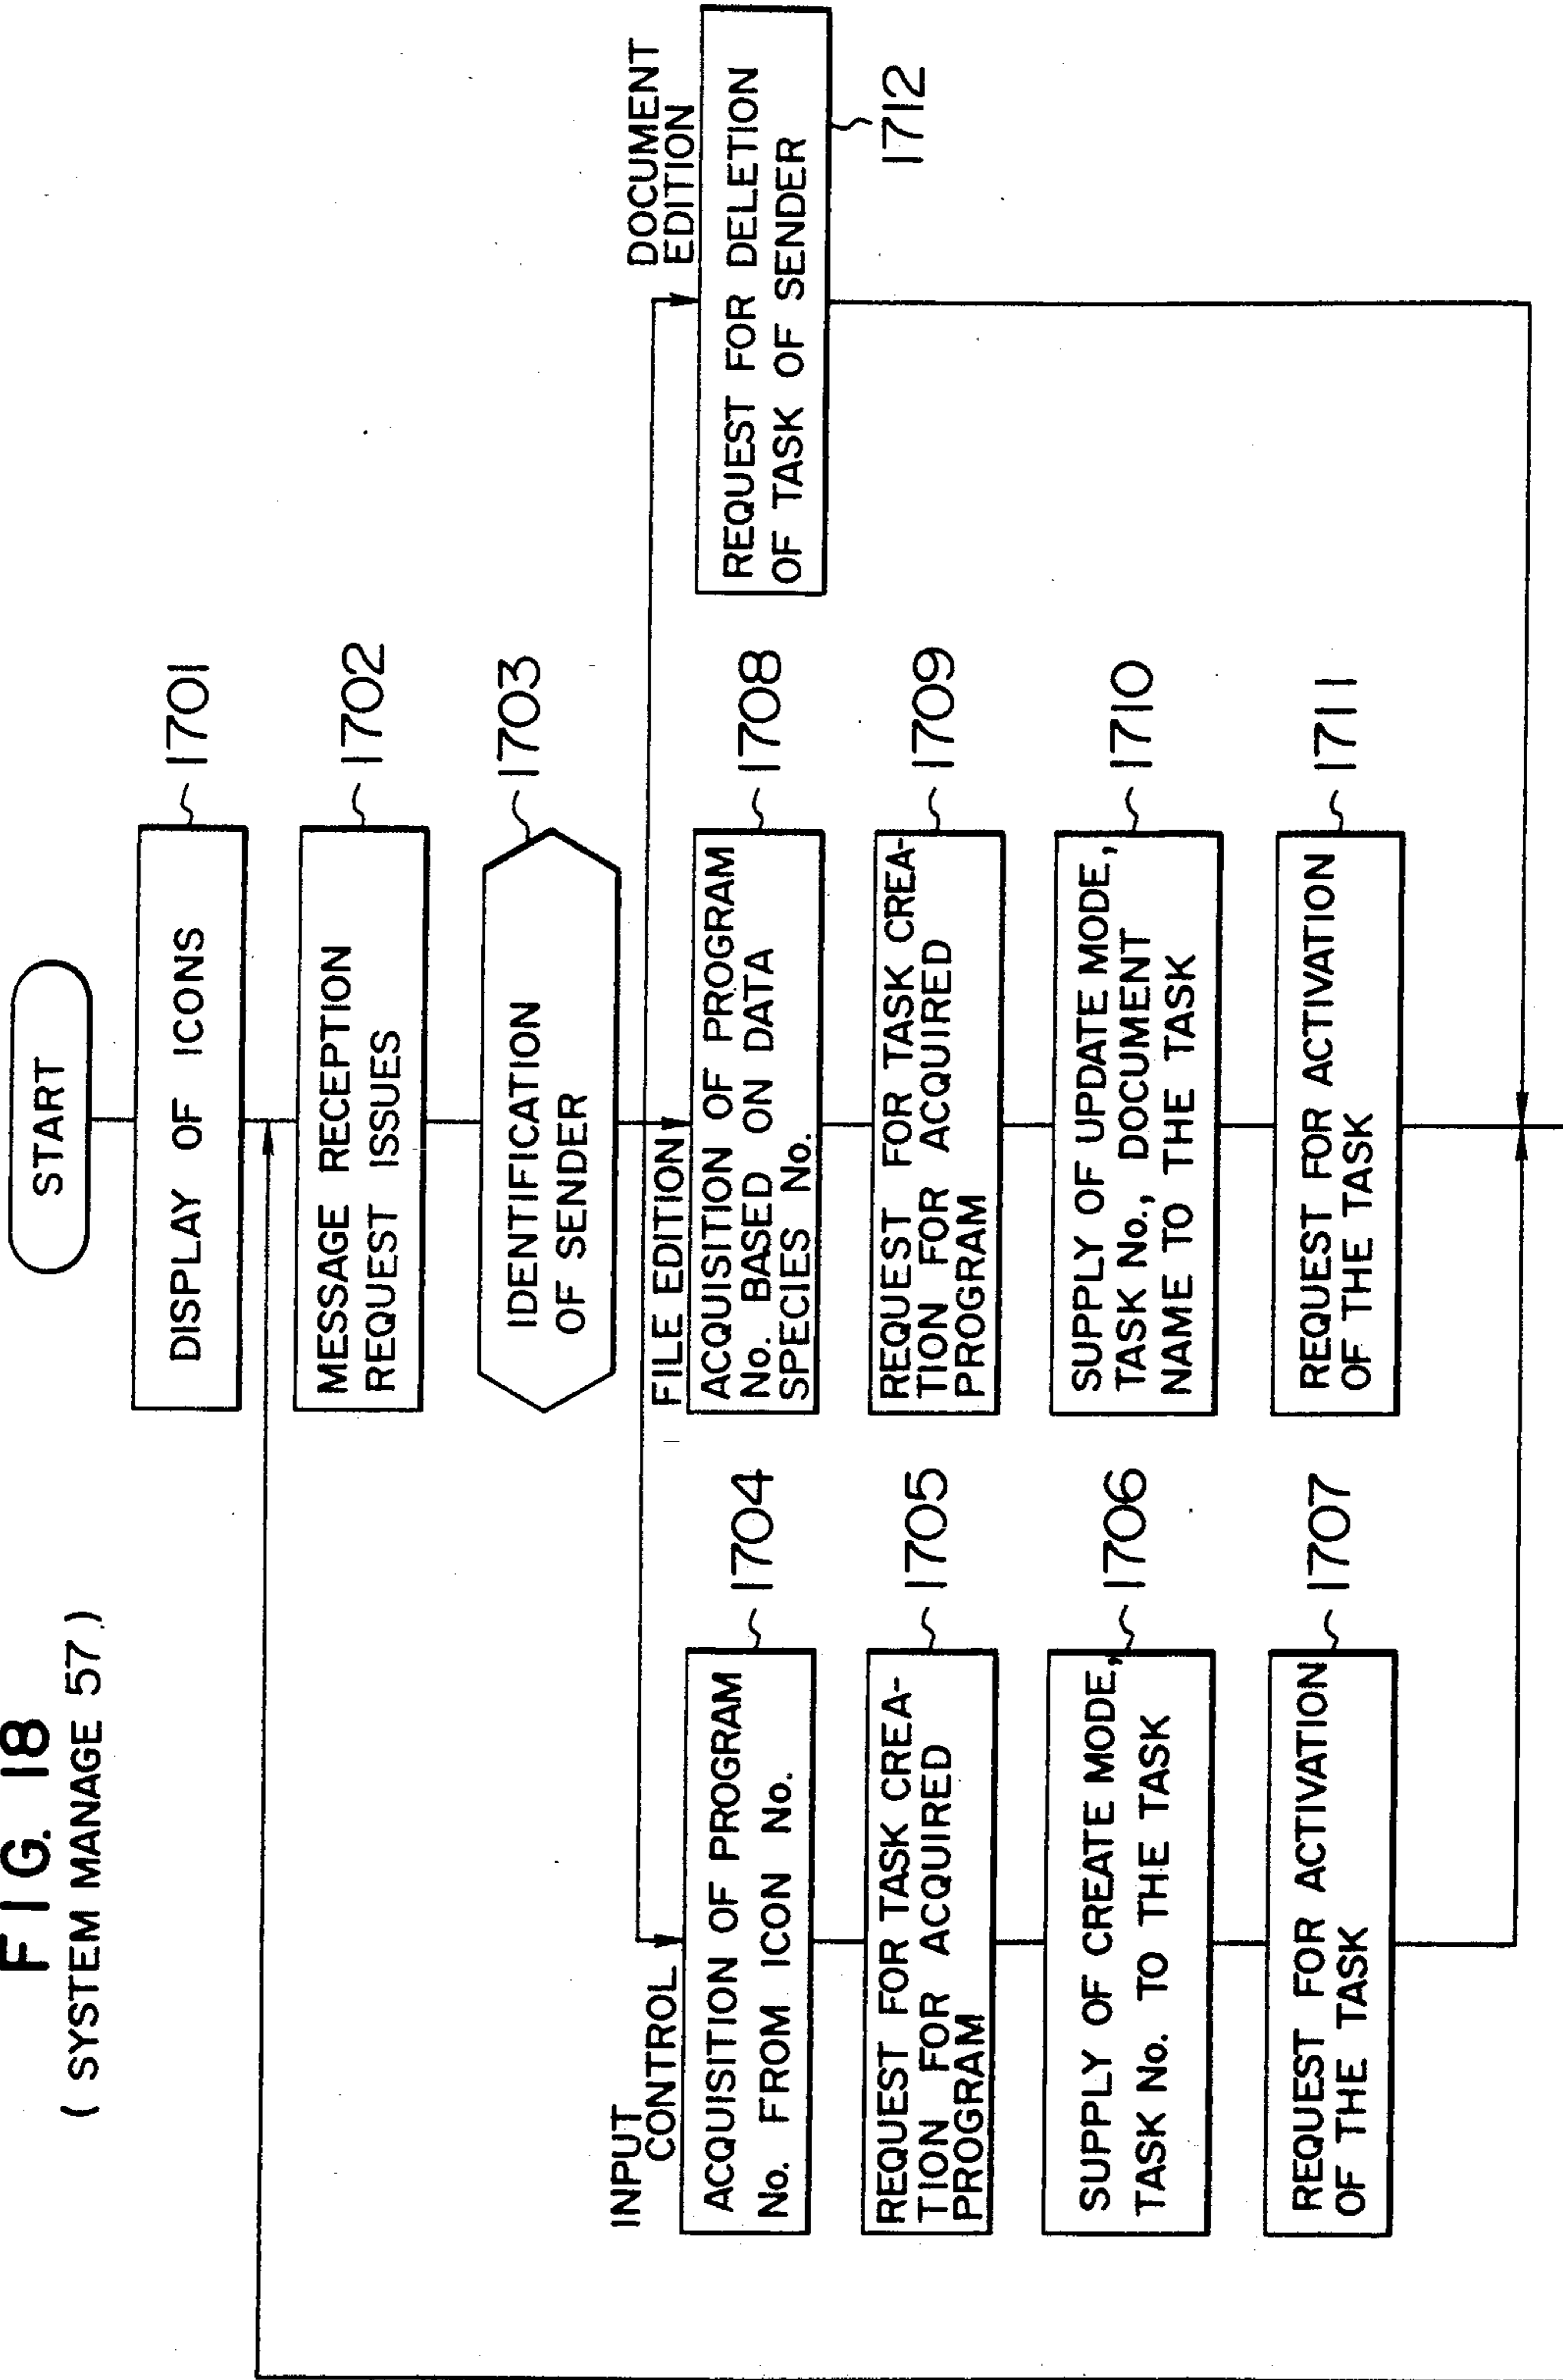 FIG. 18
( SYSTEM MANAGE 57 )
START
DISPLAY OF ICONS
1701
MESSAGE RECEPTION
REQUEST ISSUES
1702
IDENTIFICATION
OF SENDER
1703
INPUT
CONTROL
ACQUISITION OF PROGRAM
No. FROM ICON No.
1704
REQUEST FOR TASK CREA-
TION FOR ACQUIRED
PROGRAM
1705
SUPPLY OF CREATE MODE,
TASK No. TO THE TASK
1706
REQUEST FOR ACTIVATION
OF THE TASK
1707
FILE EDITION
ACQUISITION OF PROGRAM
No. BASED ON DATA
SPECIES No.
1708
REQUEST FOR TASK CREA-
TION FOR ACQUIRED
PROGRAM
1709
SUPPLY OF UPDATE MODE,
TASK No., DOCUMENT
NAME TO THE TASK
1710
REQUEST FOR ACTIVATION
OF THE TASK
1711
DOCUMENT
EDITION
REQUEST FOR DELETION
OF TASK OF SENDER
1712